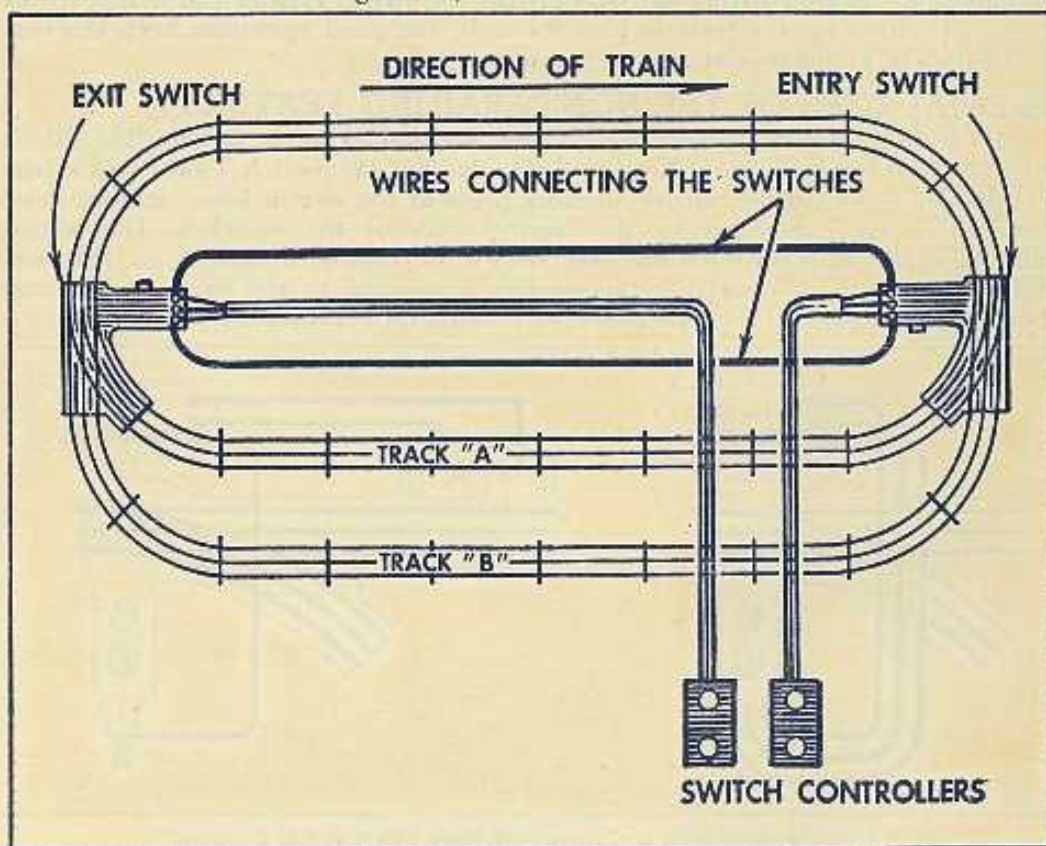 DIRECTION OF TRAIN
EXIT SWITCH
ENTRY SWITCH
WIRES CONNECTING THE SWITCHES
TRACK "A"
TRACK "B"
SWITCH CONTROLLERS